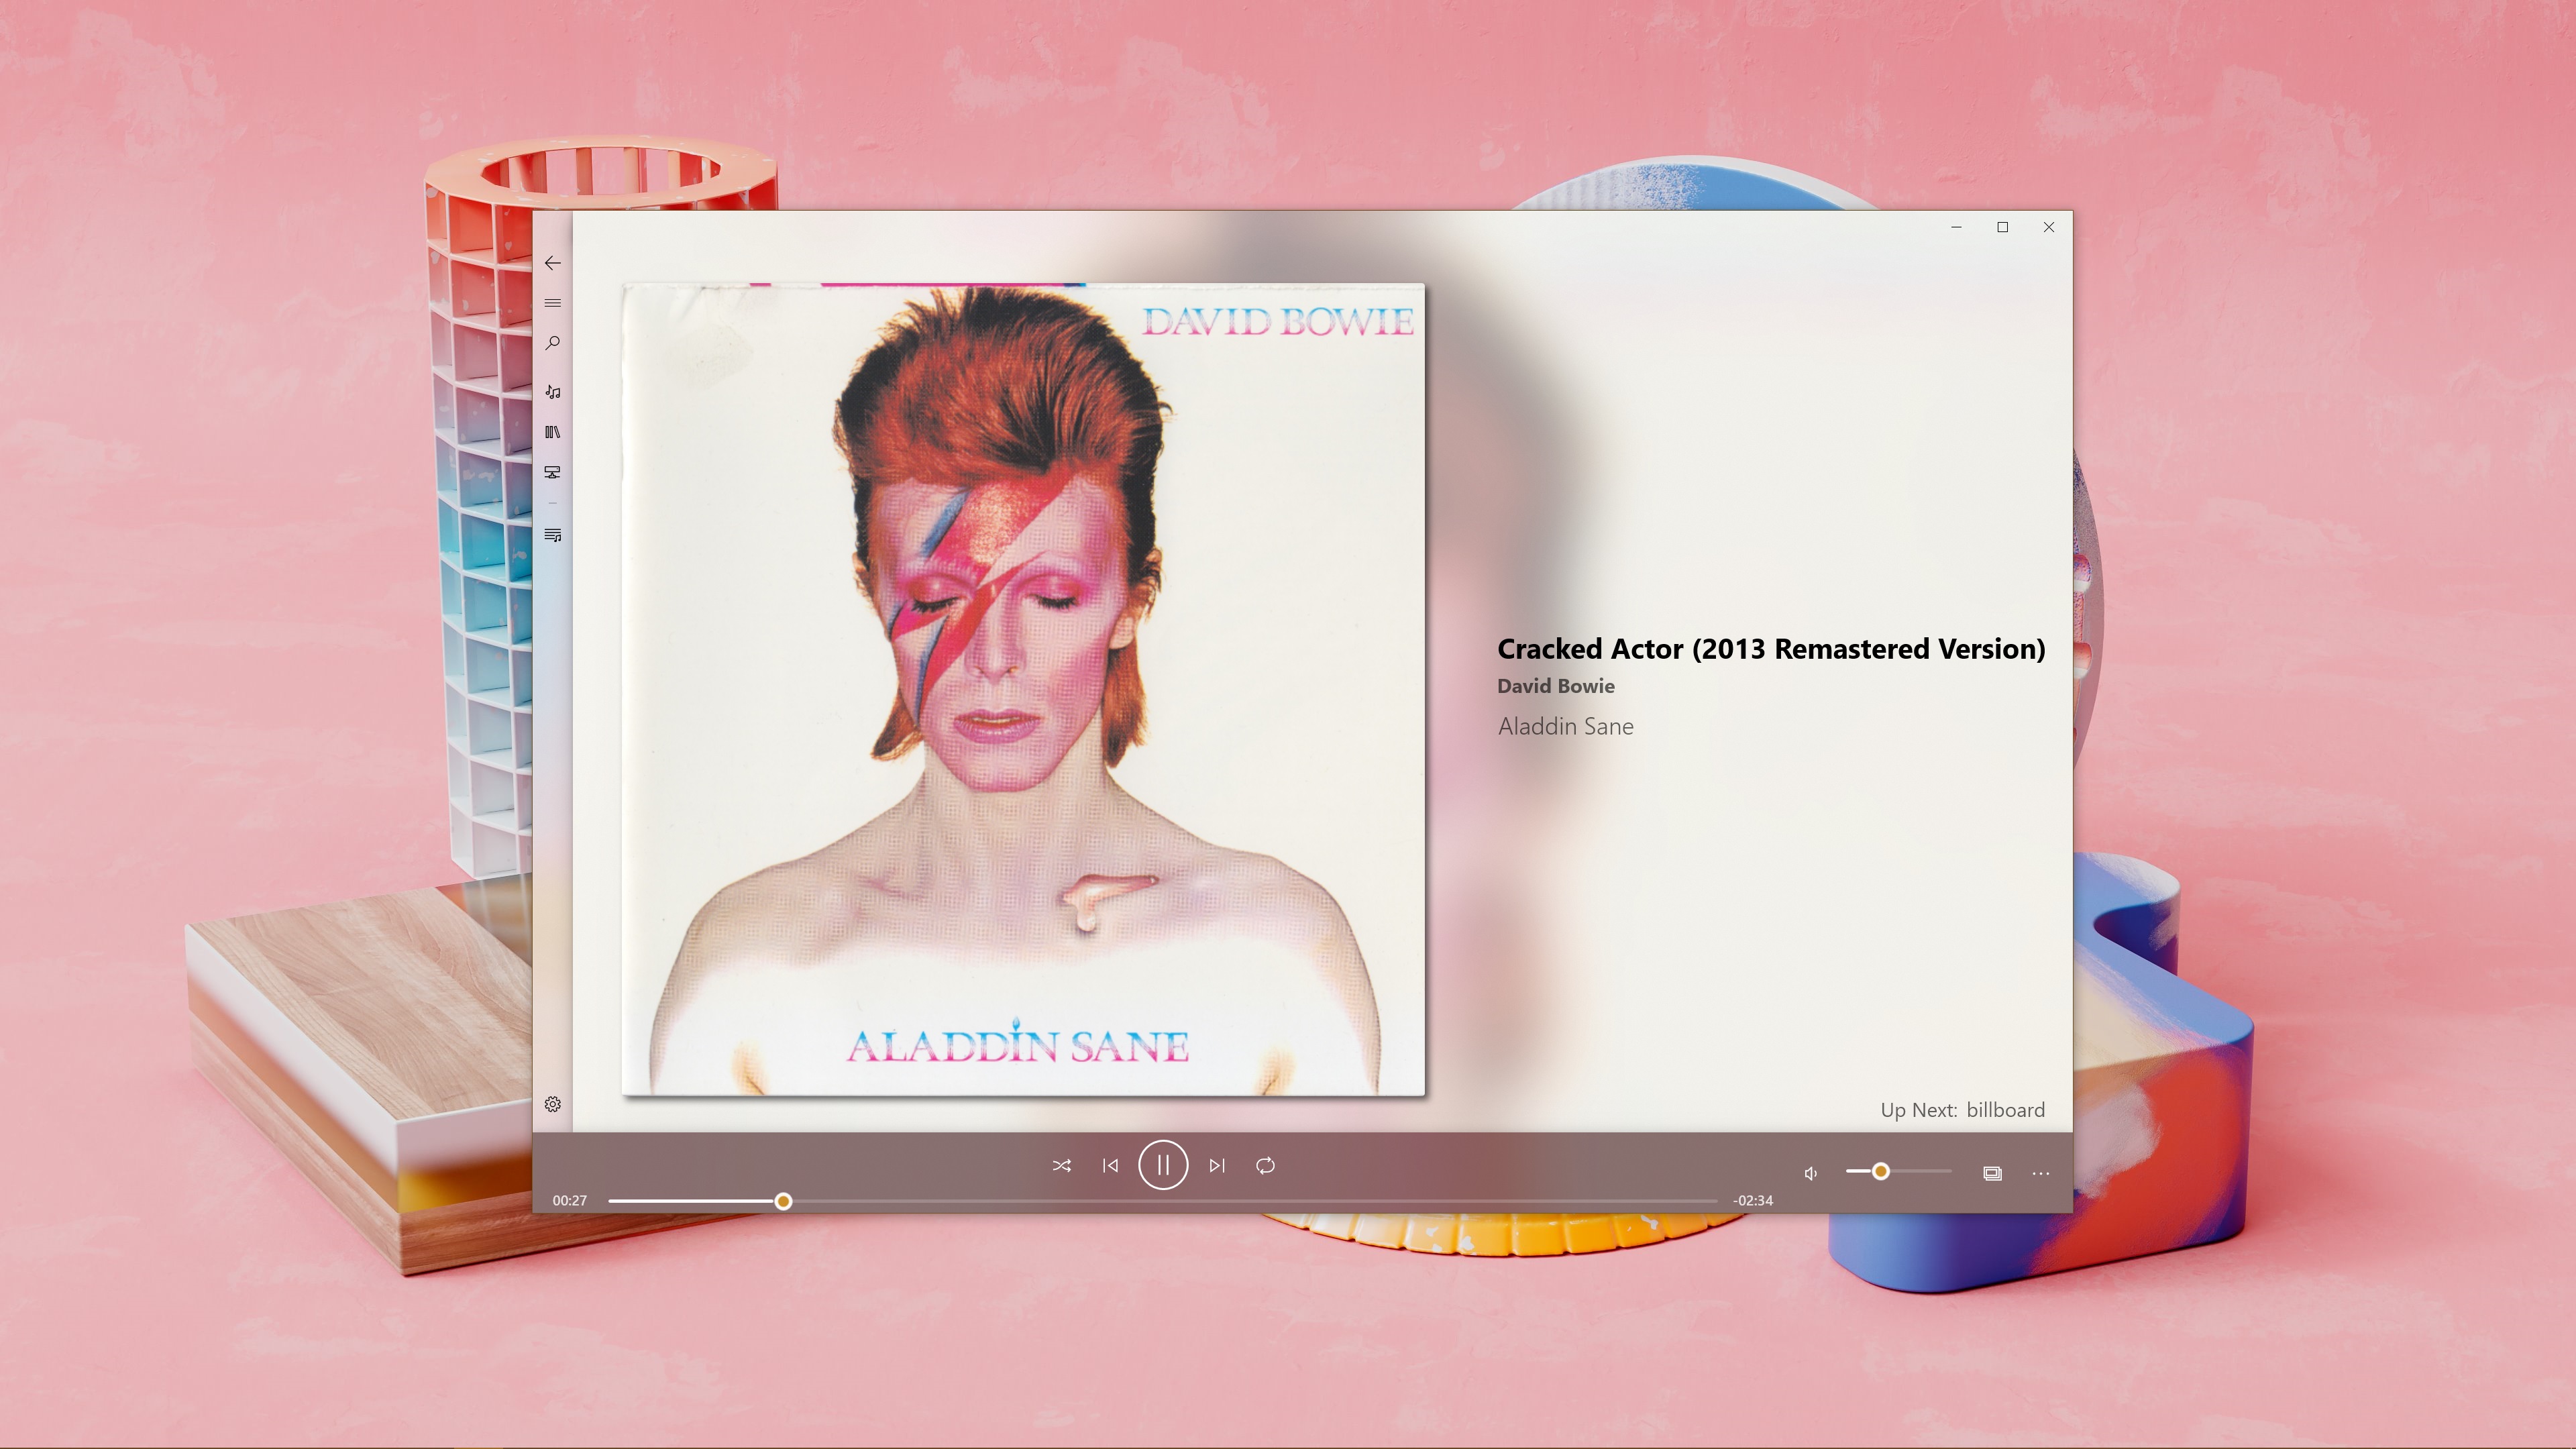 DAVID BOWIE
ALADDIN SANE
Cracked Actor (2013 Remastered Version)
David Bowie
Aladdin Sane
Up Next: billboard
00:27
-02:34